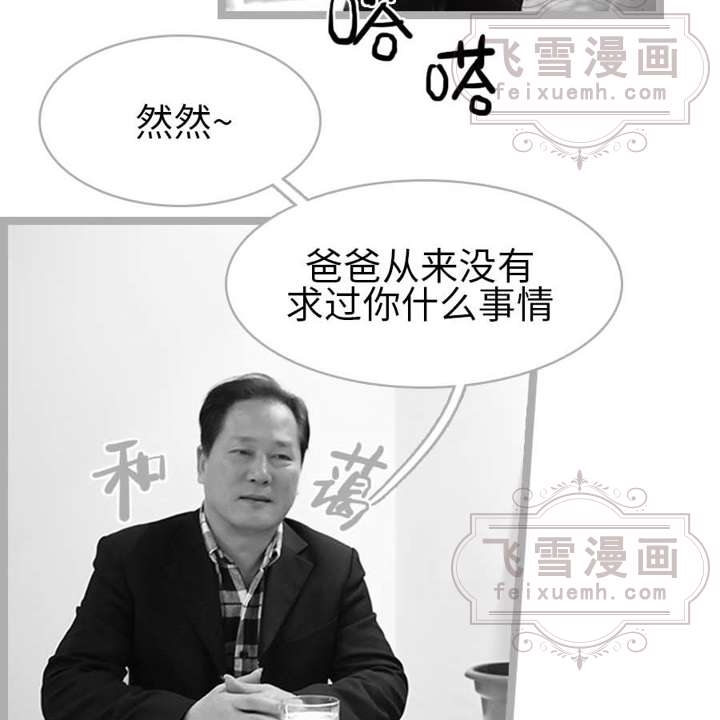 嗒
嗒
飞雪漫画
feixuemh.com
然然~
爸爸从来没有
求过你什么事情
和
蔼
飞雪漫画
feixuemh.com